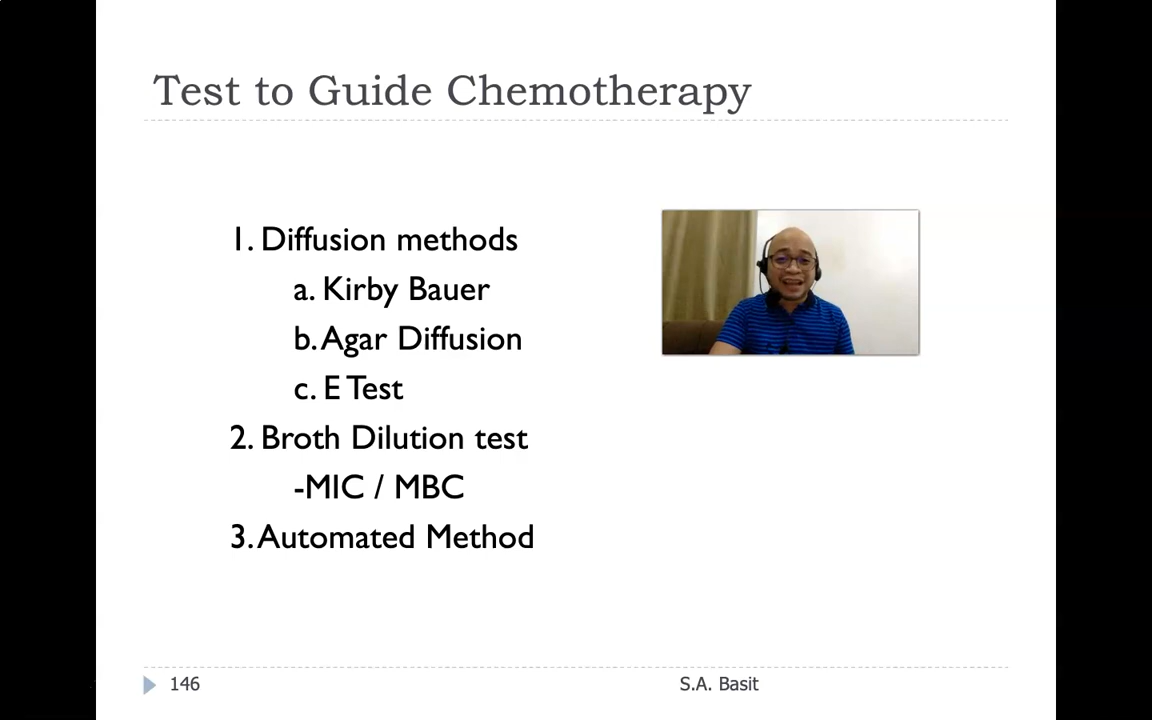 Test to Guide Chemotherapy
1. Diffusion methods
a. Kirby Bauer
b. Agar Diffusion
c. E Test
2. Broth Dilution test
-MIC / MBC
3. Automated Method
146
S.A. Basit